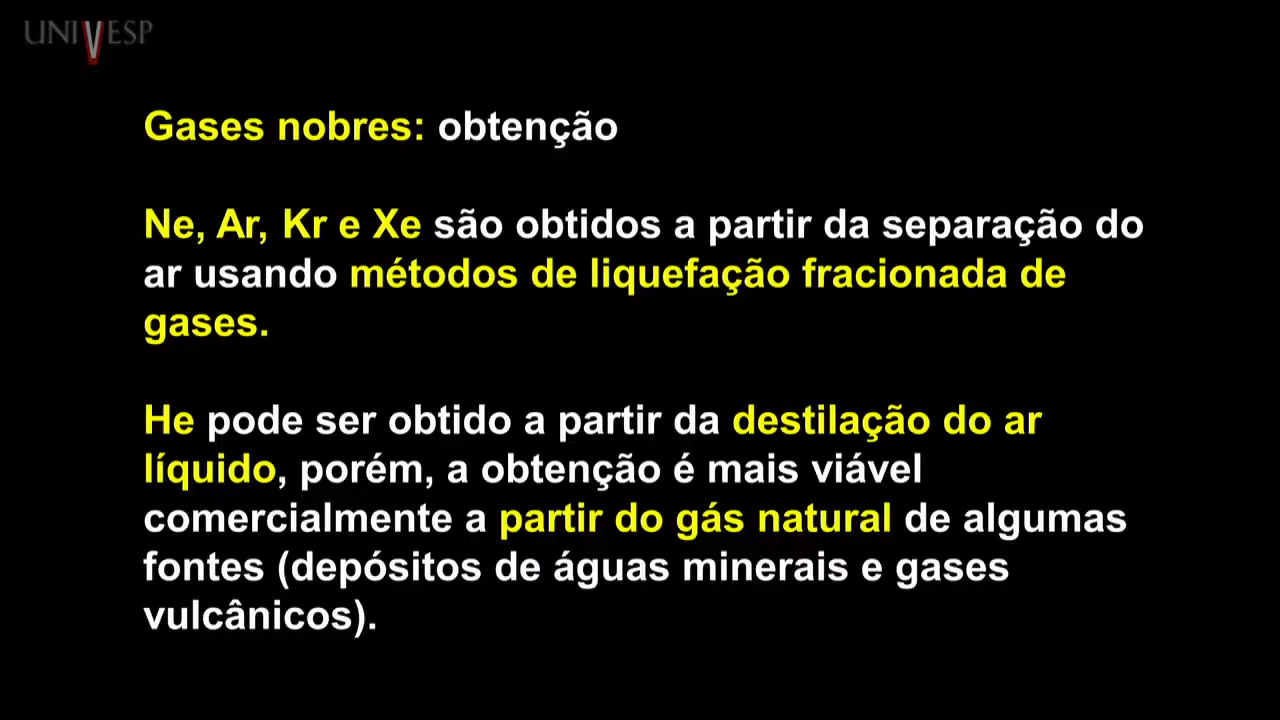 UNIVESP
Gases nobres: obtenção
Ne, Ar, Kr e Xe são obtidos a partir da separação do
ar usando métodos de liquefação fracionada de
gases.
He pode ser obtido a partir da destilação do ar
líquido, porém, a obtenção é mais viável
comercialmente a partir do gás natural de algumas
fontes (depósitos de águas minerais e gases
vulcânicos).